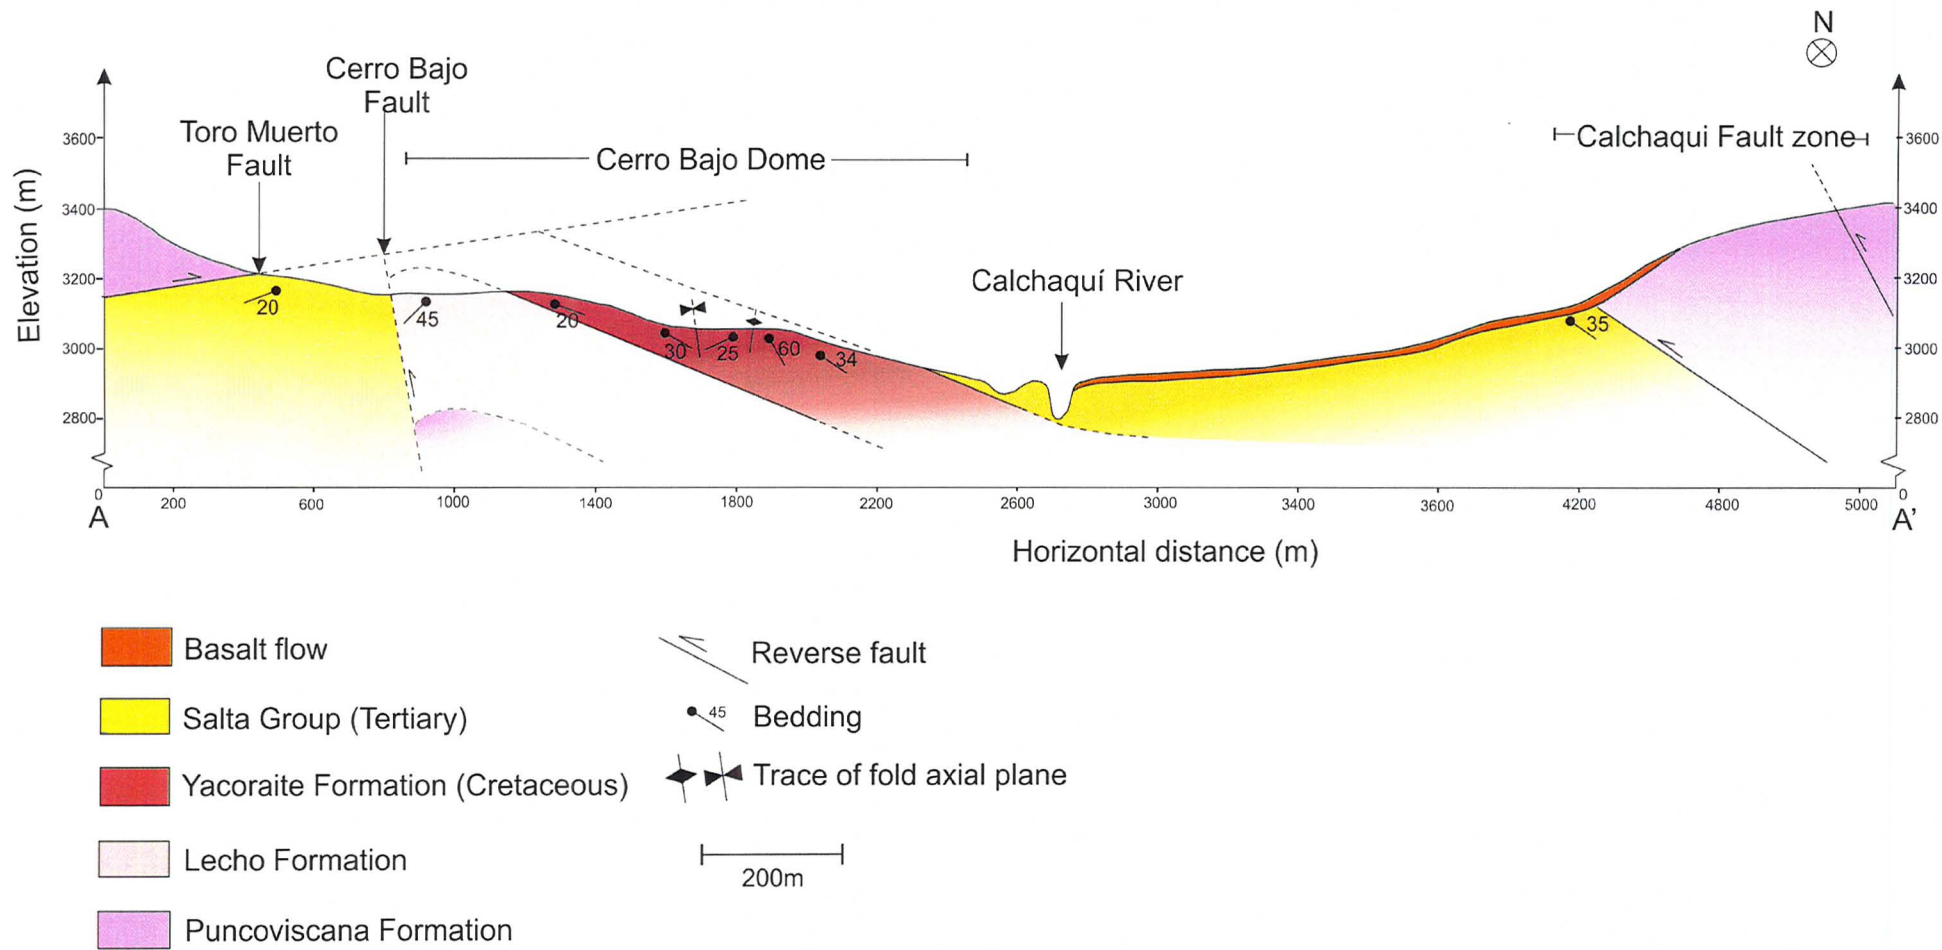 N
Cerro Bajo
Fault
Toro Muerto
Fault
Cerro Bajo Dome
Calchaqui Fault zone
Calchaquí River
Elevation (m)
3600
3400
3200
3000
2800
0
3600
3400
3200
3000
2800
0
20
45
20
30
25
60
34
35
200
600
1000
1400
1800
2200
2600
3000
3400
3600
4200
4800
5000
A
A'
Horizontal distance (m)
Basalt flow
Salta Group (Tertiary)
Yacoraite Formation (Cretaceous)
Lecho Formation
Puncoviscana Formation
Reverse fault
45
Bedding
Trace of fold axial plane
200m